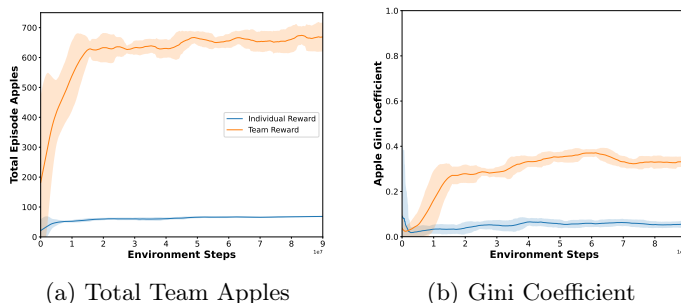 700
600
500
400
300
200
100
0
Total Episode Apples
Individual Reward
Team Reward
0 1 2 3 4 5 6 7 8 9
Environment Steps
1e7
(a) Total Team Apples
1.0
0.8
0.6
0.4
0.2
0.0
Apple Gini Coefficient
0 1 2 3 4 5 6 7 8
Environment Steps
1e7
(b) Gini Coefficient